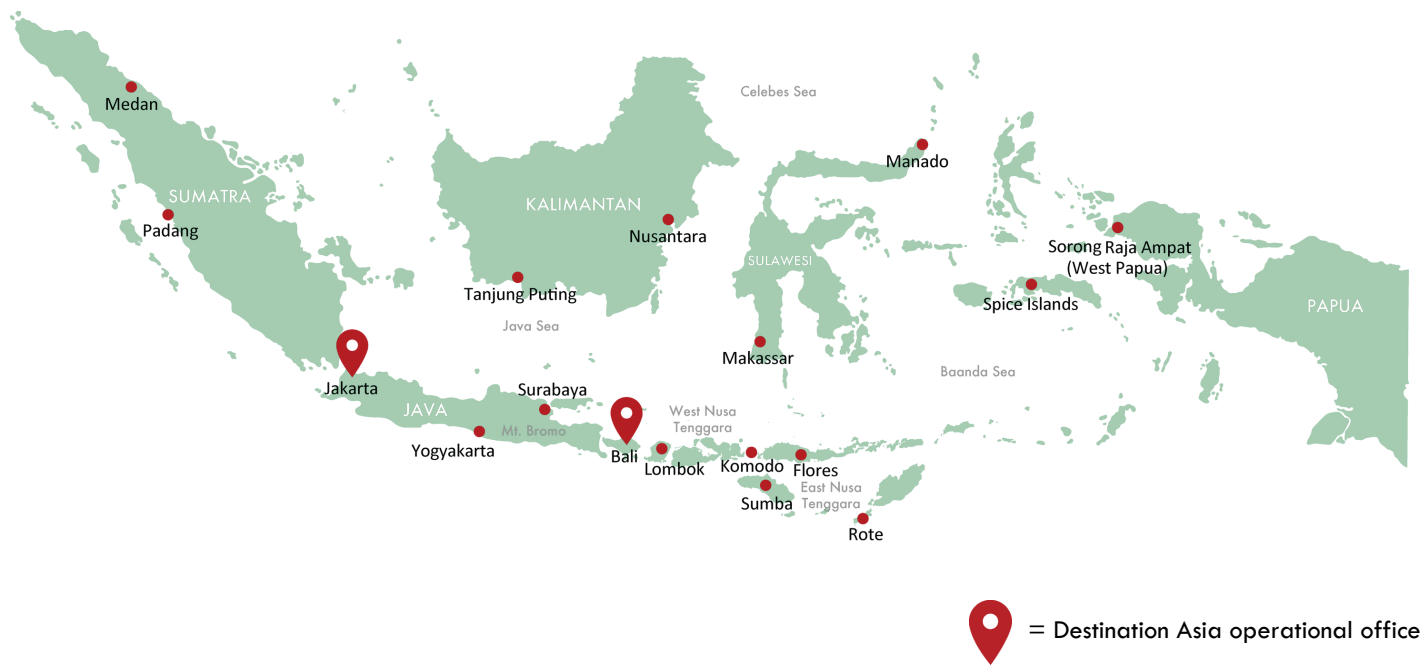 Celebes Sea
Medan
Manado
SUMATRA
KALIMANTAN
Padang
Nusantara
Sorong Raja Ampat
(West Papua)
SULAWESI
Tanjung Puting
Spice Islands
PAPUA
Java Sea
Makassar
Baanda Sea
Jakarta
Surabaya
JAVA
West Nusa
Tenggara
Mt. Bromo
Yogyakarta
Bali
Lombok
Komodo
Flores
East Nusa
Tenggara
Sumba
Rote
= Destination Asia operational office